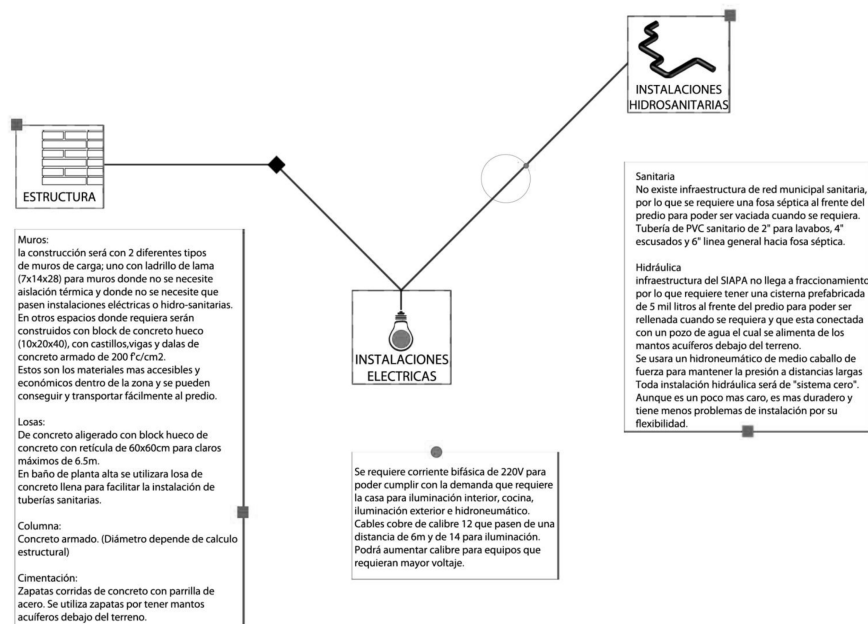 ESTRUCTURA
Muros:
la construcción será con 2 diferentes tipos
de muros de carga; uno con ladrillo de lama
(7x14x28) para muros donde no se necesite
aislación térmica y donde no se necesite que
pasen instalaciones eléctricas o hidro-sanitarias.
En otros espacios donde requiera serán
construidos con block de concreto hueco
(10x20x40), con castillos,vigas y dalas de
concreto armado de 200 f'c/cm2.
Estos son los materiales mas accesibles y
económicos dentro de la zona y se pueden
conseguir y transportar fácilmente al predio.
Losas:
De concreto aligerado con block hueco de
concreto con retícula de 60x60cm para claros
máximos de 6.5m.
En baño de planta alta se utilizara losa de
concreto llena para facilitar la instalación de
tuberías sanitarias.
Columna:
Concreto armado. (Diámetro depende de calculo
estructural)
Cimentación:
Zapatas corridas de concreto con parrilla de
acero. Se utiliza zapatas por tener mantos
acuíferos debajo del terreno.
INSTALACIONES
ELECTRICAS
Se requiere corriente bifásica de 220V para
poder cumplir con la demanda que requiere
la casa para iluminación interior, cocina,
iluminación exterior e hidroneumático.
Cables cobre de calibre 12 que pasen de una
distancia de 6m y de 14 para iluminación.
Podrá aumentar calibre para equipos que
requieran mayor voltaje.
INSTALACIONES
HIDROSANITARIAS
Sanitaria
No existe infraestructura de red municipal sanitaria,
por lo que se requiere una fosa séptica al frente del
predio para poder ser vaciada cuando se requiera.
Tubería de PVC sanitario de 2" para lavabos, 4"
escusados y 6" linea general hacia fosa séptica.
Hidráulica
infraestructura del SIAPA no llega a fraccionamiento
por lo que requiere tener una cisterna prefabricada
de 5 mil litros al frente del predio para poder ser
rellenada cuando se requiera y que esta conectada
con un pozo de agua el cual se alimenta de los
mantos acuíferos debajo del terreno.
Se usara un hidroneumático de medio caballo de
fuerza para mantener la presión a distancias largas
Toda instalación hidráulica será de "sistema cero".
Aunque es un poco mas caro, es mas duradero y
tiene menos problemas de instalación por su
flexibilidad.